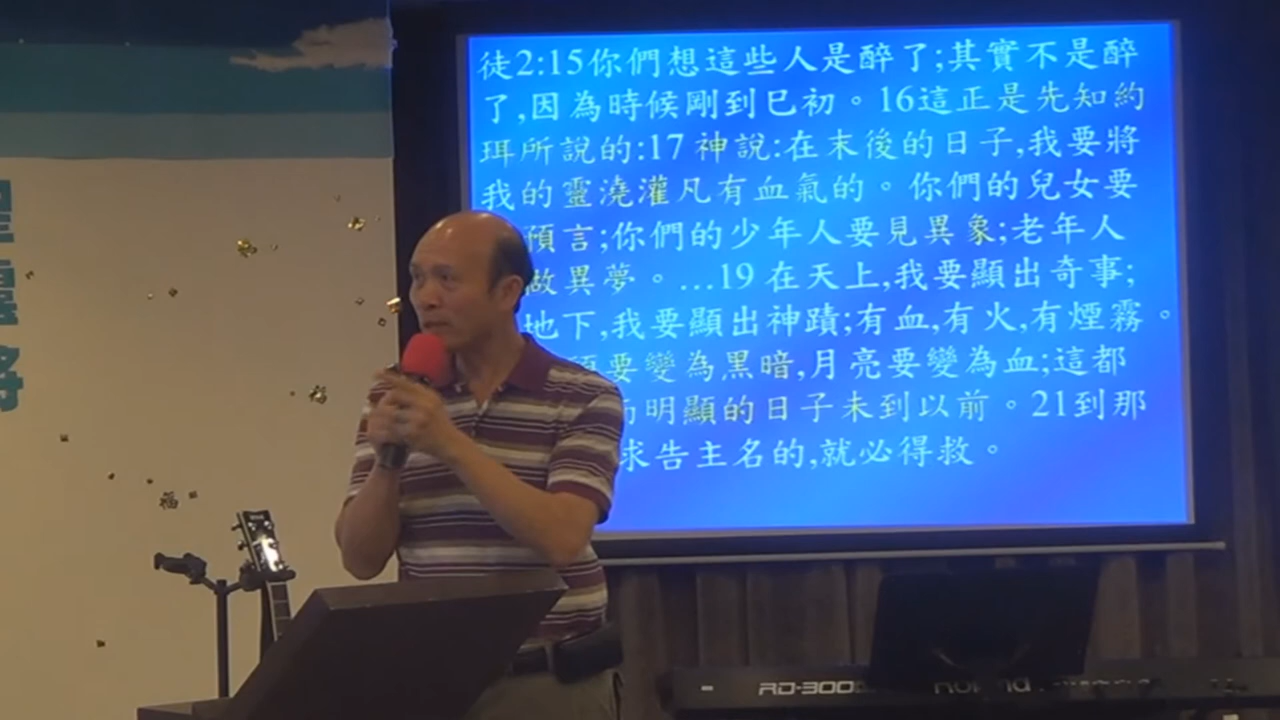 徒2:15你們想這些人是醉了;其實不是醉
了,因為時候剛到巳初。16這正是先知約
珥所說的:17 神說:在末後的日子,我要將
我的靈澆灌凡有血氣的。你們的兒女要
預言;你們的少年人要見異象;老年人
做異夢。…19 在天上,我要顯出奇事;
地下,我要顯出神蹟;有血,有火,有煙霧。
要變為黑暗,月亮要變為血;這都
明顯的日子未到以前。21到那
求告主名的,就必得救。
福
RD-300
Roland